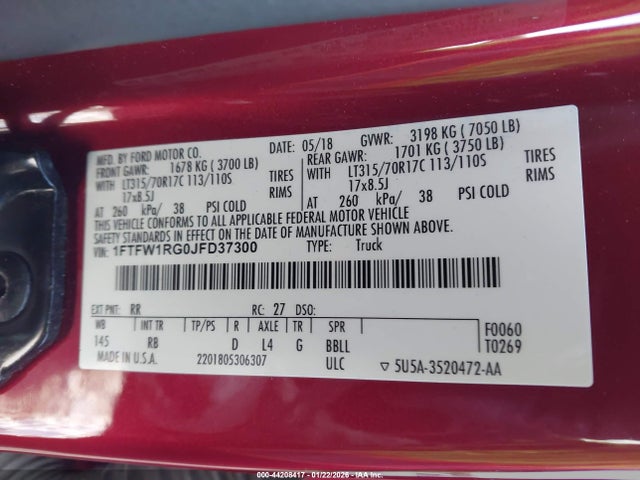 MFD. BY FORD MOTOR CO. DATE: 05/18 GVWR: 3198 KG ( 7050 LB)
FRONT GAWR: 1678 KG ( 3700 LB) REAR GAWR: 1701 KG ( 3750 LB)
WITH LT315/70R17C 113/110S TIRES WITH LT315/70R17C 113/110S TIRES
17x8.5J RIMS 17x8.5J RIMS
AT 260 kPa/ 38 PSI COLD AT 260 kPa/ 38 PSI COLD
THIS VEHICLE CONFORMS TO ALL APPLICABLE FEDERAL MOTOR VEHICLE
SAFETY STANDARDS IN EFFECT ON THE DATE OF MANUFACTURE SHOWN ABOVE.
VIN: 1FTFW1RG0JFD37300 TYPE: Truck
EXT PNT: RR RC: 27 DSO:
WB INT TR TP/PS R AXLE TR SPR F0060
145 RB D L4 G BBLL T0269
MADE IN U.S.A. 2201805306307 ULC ▽ 5U5A-3520472-AA
000-44208417 - 01/22/2026 - IAA Inc.